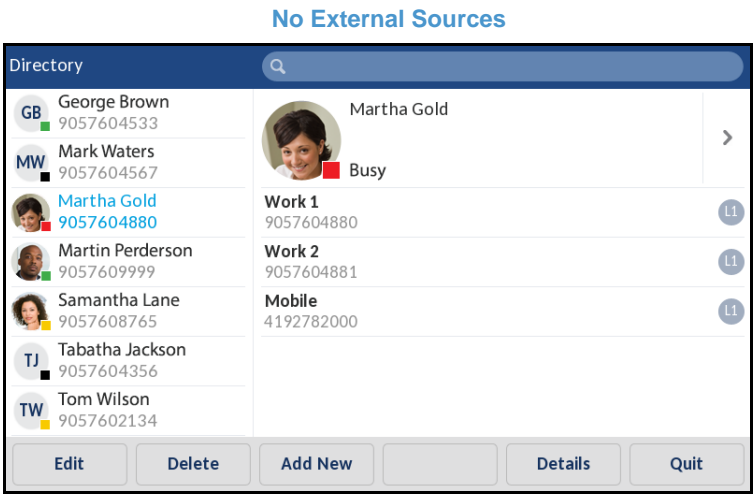 No External Sources
Directory
GB
George Brown
9057604533
MW
Mark Waters
9057604567
Martha Gold
9057604880
Martin Perderson
9057609999
Samantha Lane
9057608765
TJ
Tabatha Jackson
9057604356
TW
Tom Wilson
9057602134
Martha Gold
Busy
Work 1
9057604880
L1
Work 2
9057604881
L1
Mobile
4192782000
L1
Edit
Delete
Add New
Details
Quit